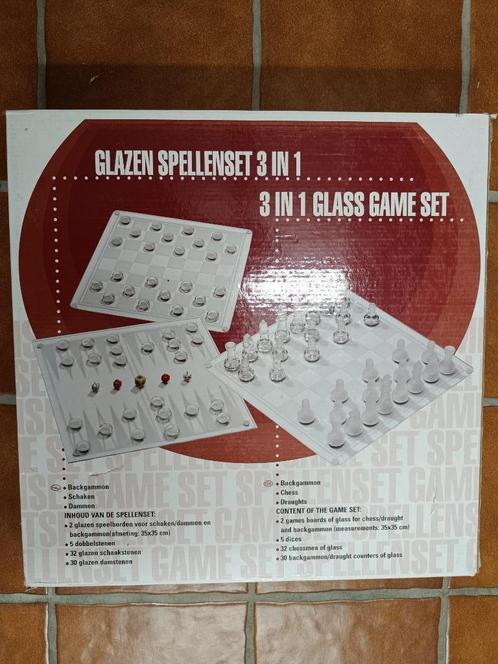 GLAZEN SPELLENSET 3 IN 1
3 IN 1 GLASS GAME SET
• Backgammon
• Schaken
• Dammen
INHOUD VAN DE SPELLENSET:
• 2 glazen speelborden voor schaken/dammen en
backgammon(afmeting: 35x35 cm)
• 5 dobbelstenen
• 32 glazen schaakstenen
• 30 glazen damstenen
• Backgammon
• Chess
• Draughts
CONTENT OF THE GAME SET:
• 2 games boards of glass for chess/draught
and backgammon (measurements: 35x35 cm)
• 5 dices
• 32 chessmen of glass
• 30 backgammon/draught counters of glass